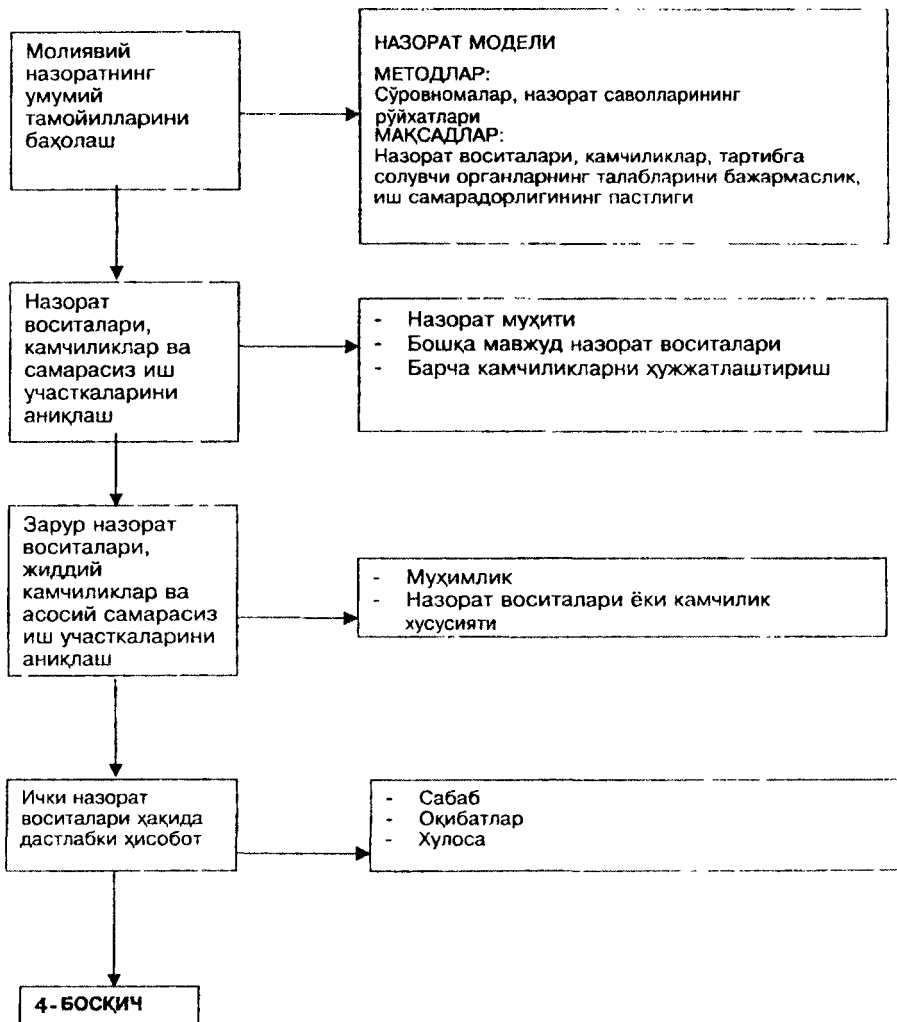 Молиявий
назоратнинг
умумий
тамойилларини
баҳолаш
НАЗОРАТ МОДЕЛИ
МЕТОДЛАР:
Сўровномалар, назорат саволларининг
рўйхатлари
МАҚСАДЛАР:
Назорат воситалари, камчиликлар, тартибга
солувчи органларнинг талабларини бажармаслик,
иш самарадорлигининг пастлиги
Назорат
воситалари,
камчиликлар ва
самарасиз иш
участкаларини
аниқлаш
- Назорат муҳити
- Бошқа мавжуд назорат воситалари
- Барча камчиликларни ҳужжатлаштириш
Зарур назорат
воситалари,
жиддий
камчиликлар ва
асосий самарасиз
иш участкаларини
аниқлаш
- Муҳимлик
- Назорат воситалари ёки камчилик
хусусияти
Ички назорат
воситалари ҳақида
дастлабки ҳисобот
- Сабаб
- Оқибатлар
- Хулоса
4-БОСҚИЧ